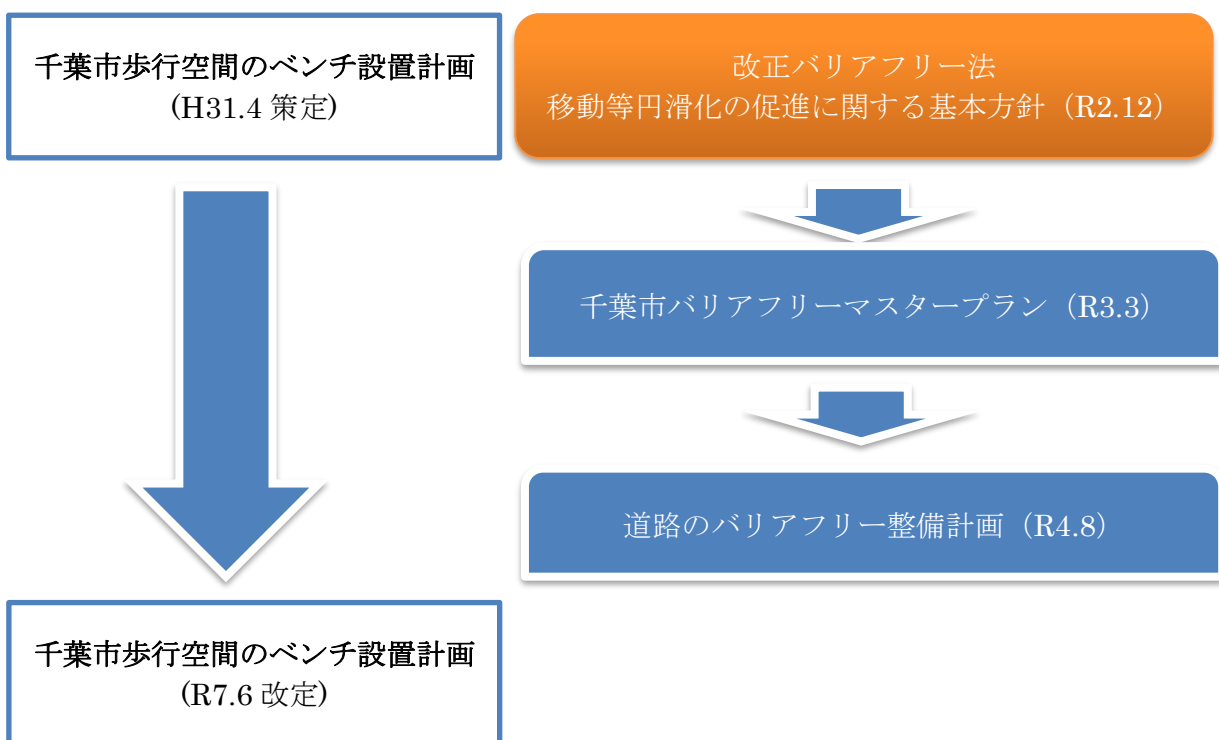 千葉市歩行空間のベンチ設置計画
(H31.4 策定)
改正バリアフリー法
移動等円滑化の促進に関する基本方針（R2.12）
千葉市バリアフリーマスタープラン（R3.3）
道路のバリアフリー整備計画（R4.8）
千葉市歩行空間のベンチ設置計画
(R7.6 改定)